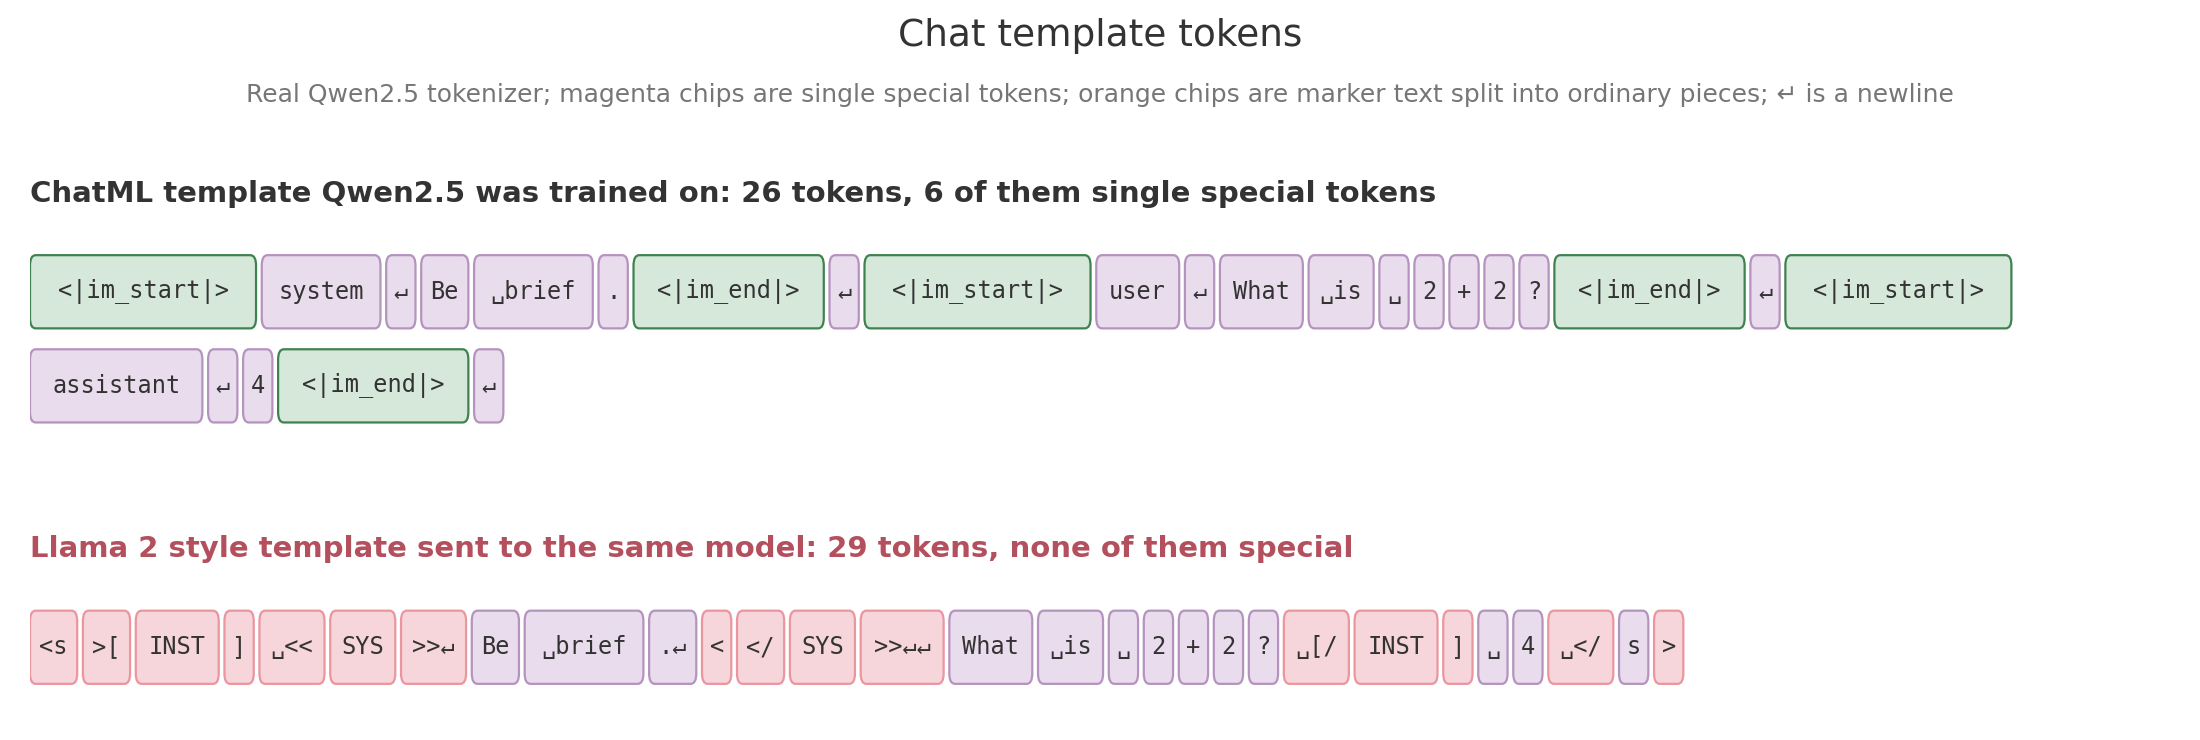 Chat template tokens
Real Qwen2.5 tokenizer; magenta chips are single special tokens; orange chips are marker text split into ordinary pieces; ↵ is a newline
ChatML template Qwen2.5 was trained on: 26 tokens, 6 of them single special tokens
<|im_start|> system ↵ Be ␣brief . <|im_end|> ↵ <|im_start|> user ↵ What ␣is ␣ 2 + 2 ? <|im_end|> ↵ <|im_start|>
assistant ↵ 4 <|im_end|> ↵
Llama 2 style template sent to the same model: 29 tokens, none of them special
<s >[ INST ] ␣<< SYS >>↵ Be ␣brief .↵ < </ SYS >>↵↵ What ␣is ␣ 2 + 2 ? ␣[/ INST ] ␣ 4 ␣</ s >